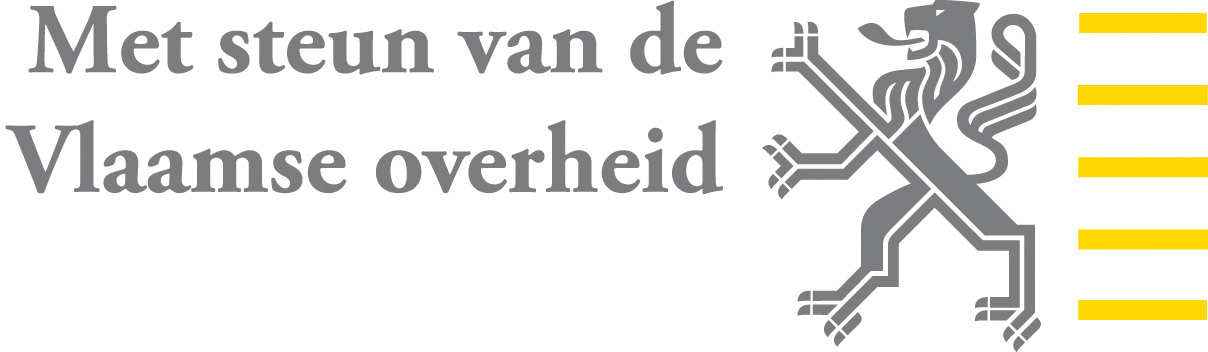 Met steun van de
Vlaamse overheid